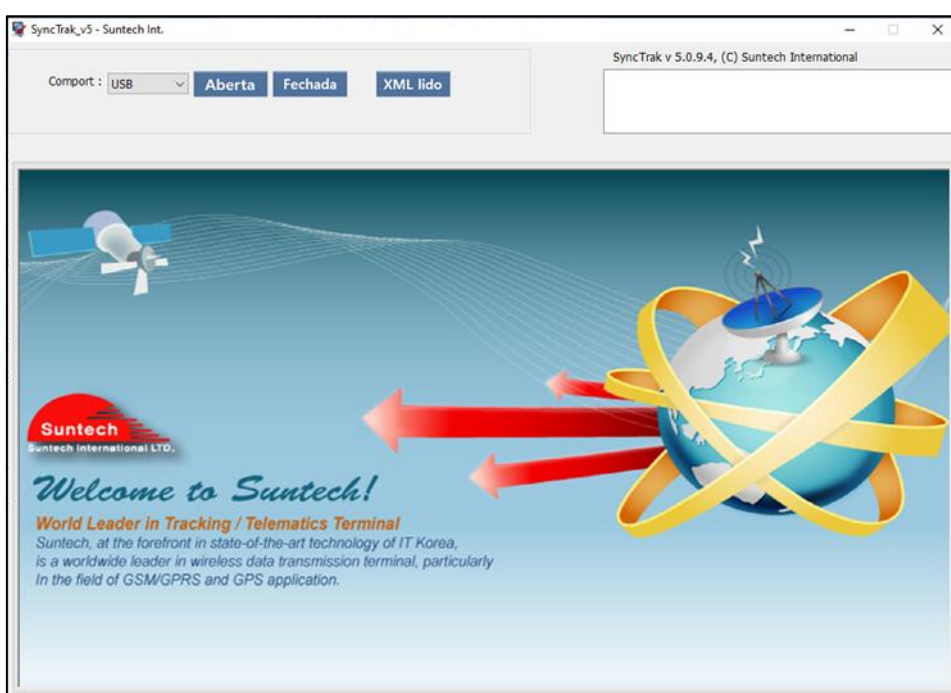 SyncTrak_v5 - Suntech Int.
SyncTrak v 5.0.9.4, (C) Suntech International
Comport : USB Aberta Fechada XML lido
Suntech
Suntech International LTD.
Welcome to Suntech!
World Leader in Tracking / Telematics Terminal
Suntech, at the forefront in state-of-the-art technology of IT Korea,
is a worldwide leader in wireless data transmission terminal, particularly
In the field of GSM/GPRS and GPS application.